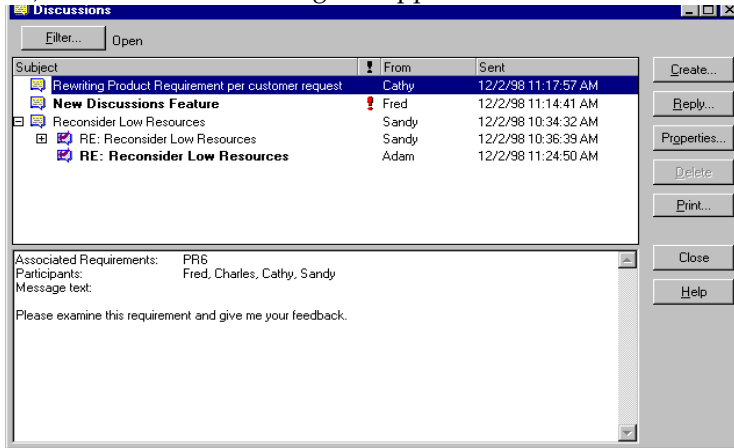 Discussions
Filter... Open
Subject ! From Sent
Rewriting Product Requirement per customer request Cathy 12/2/98 11:17:57 AM
New Discussions Feature ! Fred 12/2/98 11:14:41 AM
Reconsider Low Resources Sandy 12/2/98 10:34:32 AM
RE: Reconsider Low Resources Sandy 12/2/98 10:36:39 AM
RE: Reconsider Low Resources Adam 12/2/98 11:24:50 AM
Create...
Reply...
Properties...
Delete
Print...
Close
Help
Associated Requirements: PR6
Participants: Fred, Charles, Cathy, Sandy
Message text:
Please examine this requirement and give me your feedback.